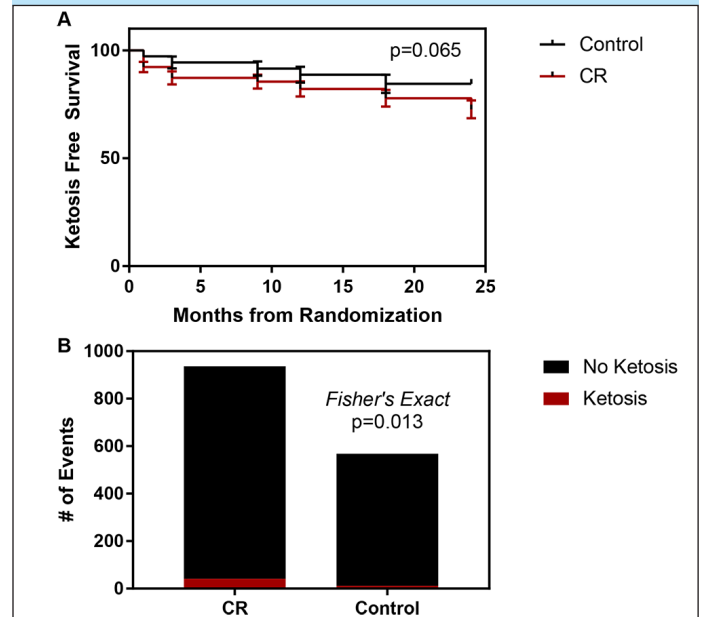 A
p=0.065
Control
CR
Ketosis Free Survival
100
50
0
0 5 10 15 20 25
Months from Randomization
B
1000
800
600
400
200
0
# of Events
Fisher's Exact
p=0.013
No Ketosis
Ketosis
CR Control